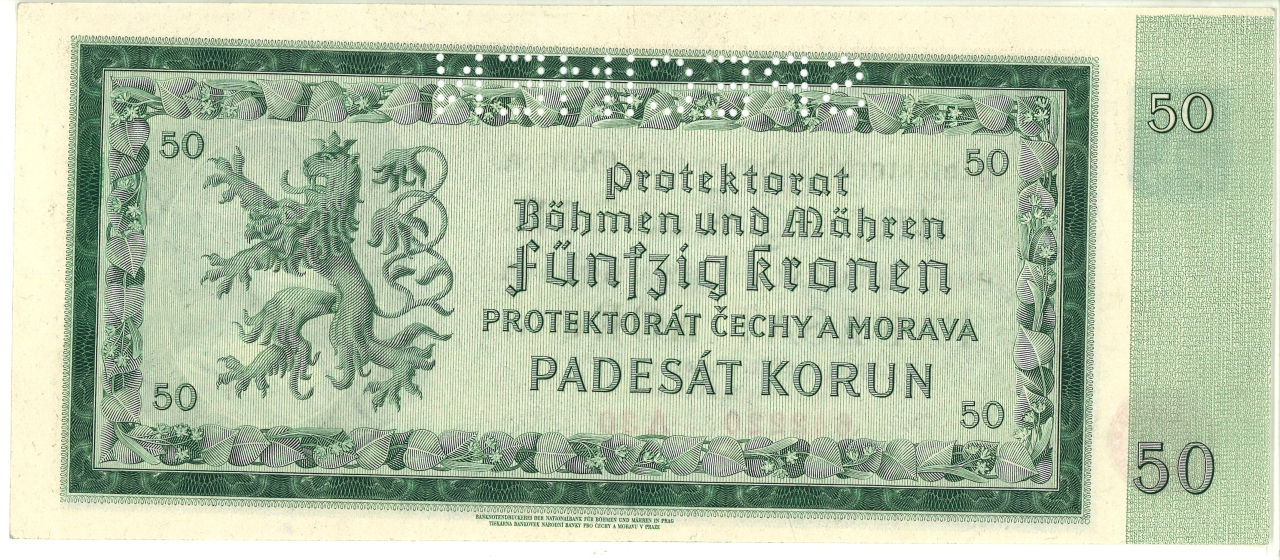 50
50
50
Protektorat
Böhmen und Mähren
Fünfzig Kronen
PROTEKTORÁT ČECHY A MORAVA
PADESÁT KORUN
50
50
50
BANKNOTENDRUCKEREI DER NATIONALBANK FÜR BÖHMEN UND MÄHREN IN PRAG
TISKÁRNA BANKOVEK NÁRODNÍ BANKY PRO ČECHY A MORAVU V PRAZE